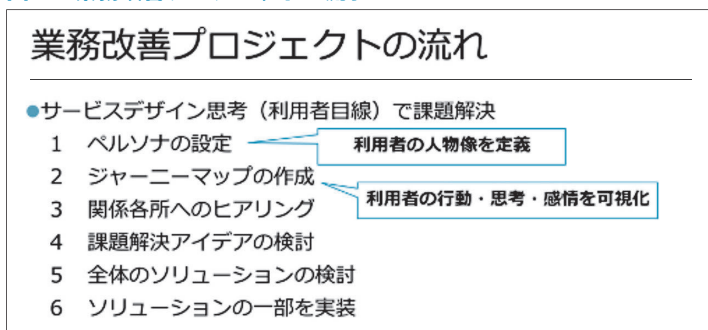 業務改善プロジェクトの流れ
●サービスデザイン思考（利用者目線）で課題解決
1 ペルソナの設定
利用者の人物像を定義
2 ジャーニーマップの作成
利用者の行動・思考・感情を可視化
3 関係各所へのヒアリング
4 課題解決アイデアの検討
5 全体のソリューションの検討
6 ソリューションの一部を実装